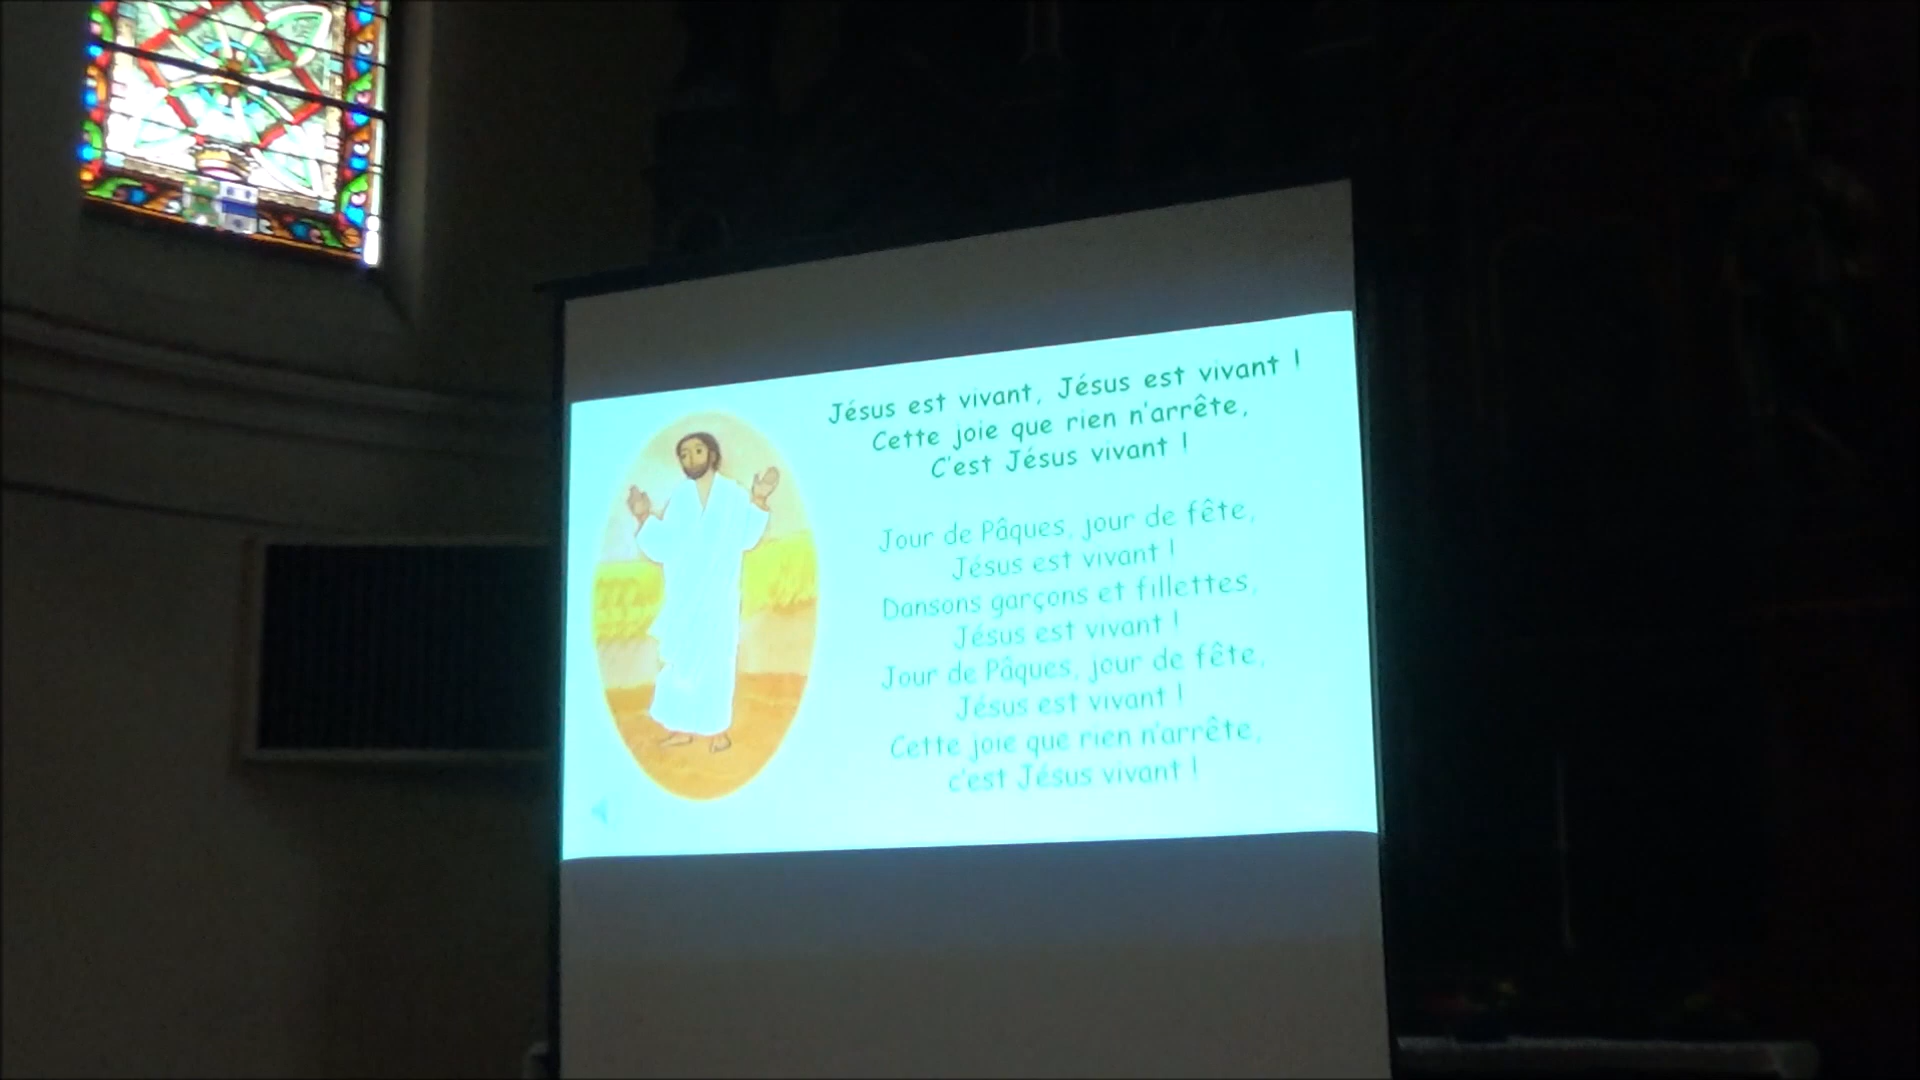 Jésus est vivant, Jésus est vivant !
Cette joie que rien n'arrête,
C'est Jésus vivant !
Jour de Pâques, jour de fête,
Jésus est vivant !
Dansons garçons et fillettes,
Jésus est vivant !
Jour de Pâques, jour de fête,
Jésus est vivant !
Cette joie que rien n'arrête,
c'est Jésus vivant !